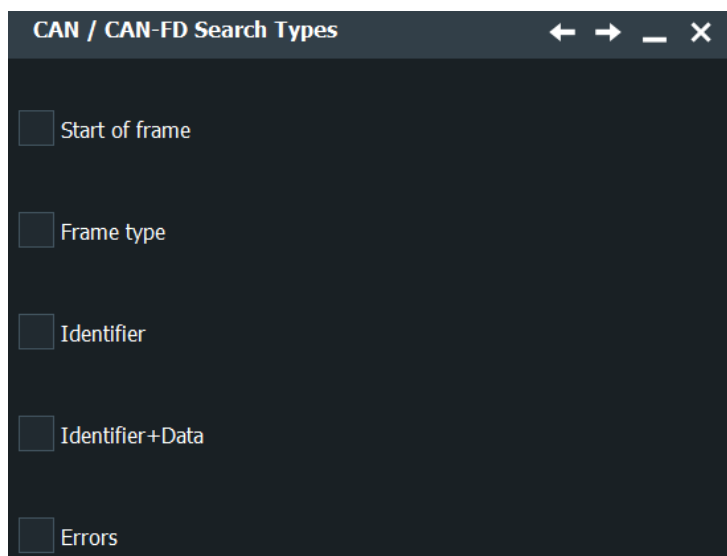 CAN / CAN-FD Search Types
Start of frame
Frame type
Identifier
Identifier+Data
Errors